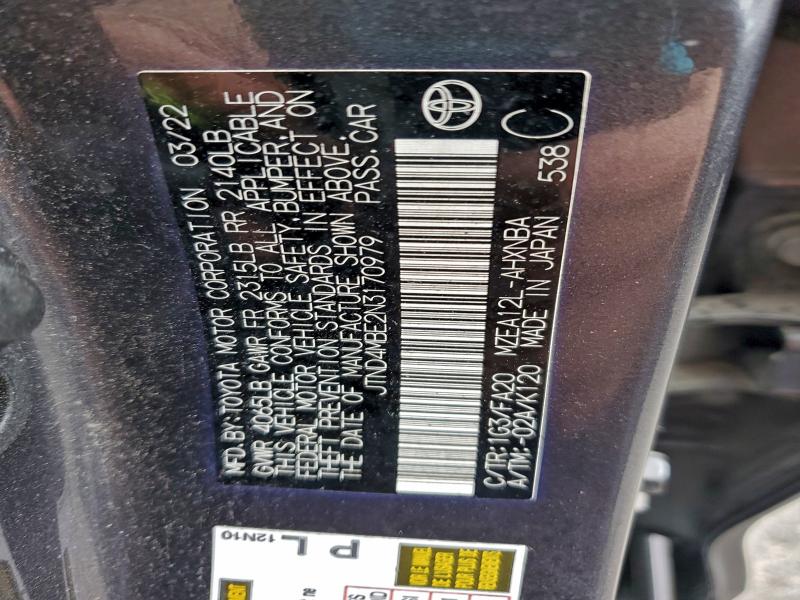 MFD. BY: TOYOTA MOTOR CORPORATION 03/22
GVWR 4065LB GAWR FR 2315LB RR 2140LB
THIS VEHICLE CONFORMS TO ALL APPLICABLE
FEDERAL MOTOR VEHICLE SAFETY, BUMPER, AND
THEFT PREVENTION STANDARDS IN EFFECT ON
THE DATE OF MANUFACTURE SHOWN ABOVE.
JTND4MBE2N3170979 PASS. CAR
C/TR: 1G3/FA20 MZEA12L-AHXNBA
A/TM: -02A/K120 MADE IN JAPAN 538 C
P L
12N10